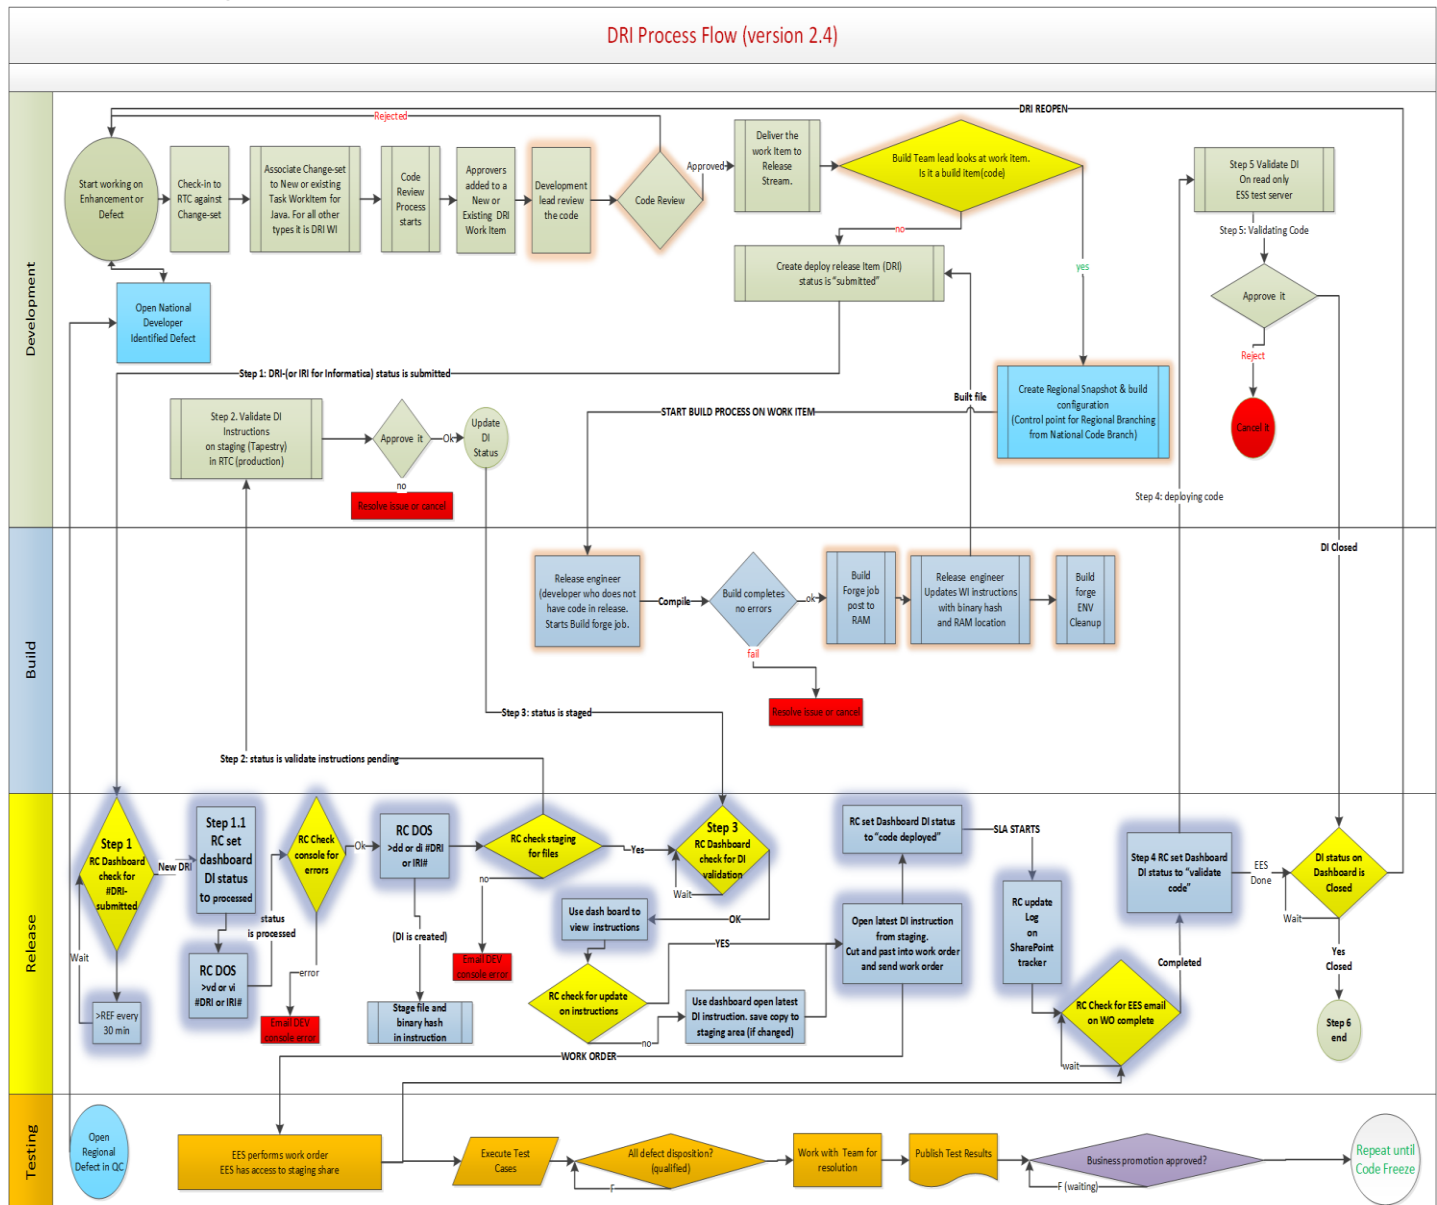 DRI Process Flow (version 2.4)
Development
DRI REOPEN
Rejected
Start working on
Enhancement or
Defect
Check-in to
RTC against
Change-set
Associate Change-set
to New or existing
Task WorkItem for
Java. For all other
types it is DRI WI
Code
Review
Process
starts
Approvers
added to a
New or
Existing DRI
Work Item
Development
lead review
the code
Code Review
Approved
Deliver the
work Item to
Release
Stream.
Build Team lead looks at work item.
Is it a build item(code)
no
yes
Create deploy release Item (DRI)
status is "submitted"
Step 5 Validate DI
On read only
ESS test server
Step 5: Validating Code
Approve it
Reject
Cancel it
Open National
Developer
Identified Defect
Step 1: DRI-(or IRI for Informatica) status is submitted
Step 2. Validate DI
Instructions
on staging (Tapestry)
in RTC (production)
Approve it
Ok
no
Resolve issue or cancel
Update
DI
Status
START BUILD PROCESS ON WORK ITEM
Built file
Create Regional Snapshot & build
configuration
(Control point for Regional Branching
from National Code Branch)
Step 4: deploying code
DI Closed
Build
Release engineer
(developer who does not
have code in release.
Starts Build forge job.
Compile
Build completes
no errors
ok
fail
Resolve issue or cancel
Build
Forge job
post to
RAM
Release engineer
Updates WI instructions
with binary hash
and RAM location
Build
forge
ENV
Cleanup
Step 3: status is staged
Step 2: status is validate instructions pending
Release
Step 1
RC Dashboard
check for
#DRI-
submitted
New DRI
Wait
>REF every
30 min
Step 1.1
RC set
dashboard
DI status
to processed
status
is processed
RC DOS
>vd or vi
#DRI or IRI#
RC Check
console for
errors
Ok
error
Email DEV
console error
RC DOS
>dd or di #DRI
or IRI#
(DI is created)
Stage file and
binary hash
in instruction
RC check staging
for files
no
Yes
Email DEV
console error
Step 3
RC Dashboard
check for DI
validation
Wait
OK
Use dash board to
view instructions
RC check for update
on instructions
YES
no
Use dashboard open latest
DI instruction. save copy to
staging area (if changed)
RC set Dashboard DI status
to "code deployed"
Open latest DI instruction
from staging.
Cut and past into work order
and send work order
SLA STARTS
RC update
Log
on
SharePoint
tracker
RC Check for EES email
on WO complete
wait
Completed
Step 4 RC set Dashboard
DI status to "validate
code"
EES
Done
DI status on
Dashboard is
Closed
Wait
Yes
Closed
Step 6
end
WORK ORDER
Testing
Open
Regional
Defect in QC
EES performs work order
EES has access to staging share
Execute Test
Cases
All defect disposition?
(qualified)
F
Work with Team for
resolution
Publish Test Results
Business promotion approved?
F (waiting)
Repeat until
Code Freeze